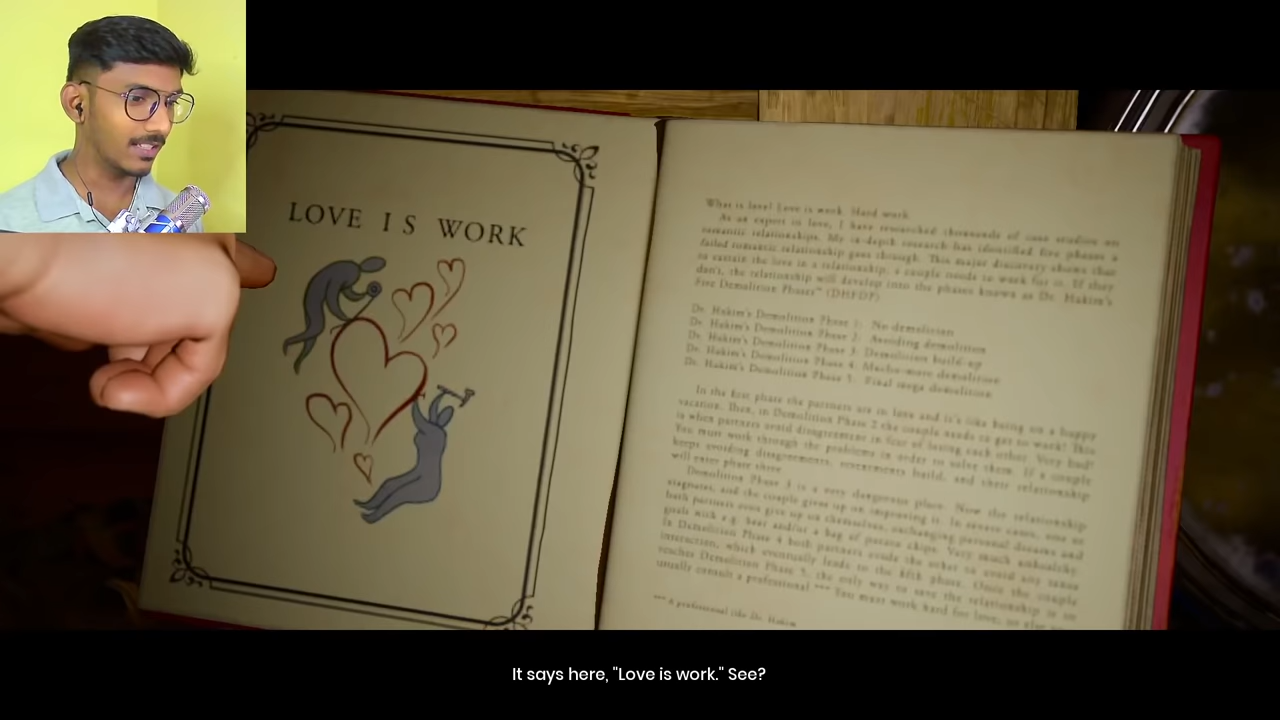 LOVE IS WORK
What is love? Love is work. Hard work.
As an expert in love, I have researched thousands of case studies on
romantic relationships. My in-depth research has identified five phases a
failed romantic relationship goes through. This major discovery shows that
to sustain the love in a relationship, a couple needs to work for it. If they
don't, the relationship will develop into the phases known as Dr. Hakim's
Five Demolition Phases™ (DHFDP)
Dr. Hakim's Demolition Phase 1: No demolition
Dr. Hakim's Demolition Phase 2: Avoiding demolition
Dr. Hakim's Demolition Phase 3: Demolition build-up
Dr. Hakim's Demolition Phase 4: Mucho-more demolition
Dr. Hakim's Demolition Phase 5: Final mega demolition
In the first phase the partners are in love and it's like being on a happy
vacation. Then, in Demolition Phase 2 the couple needs to get to work! This
is when partners avoid disagreement in fear of losing each other. Very bad!
You must work through the problems in order to solve them. If a couple
keeps avoiding disagreements, resentments build, and their relationship
will enter phase three.
Demolition Phase 3 is a very dangerous place. Now the relationship
stagnates, and the couple gives up on improving it. In severe cases, one or
both partners even give up on themselves, exchanging personal dreams and
goals with e.g. beer and/or a bag of potato chips. Very much unhealthy.
In Demolition Phase 4 both partners evade the other to avoid any tense
interaction, which eventually leads to the fifth phase. Once the couple
reaches Demolition Phase 5, the only way to save the relationship is to
usually consult a professional *** You must work hard for love, or else
*** A professional like Dr. Hakim
It says here, "Love is work." See?